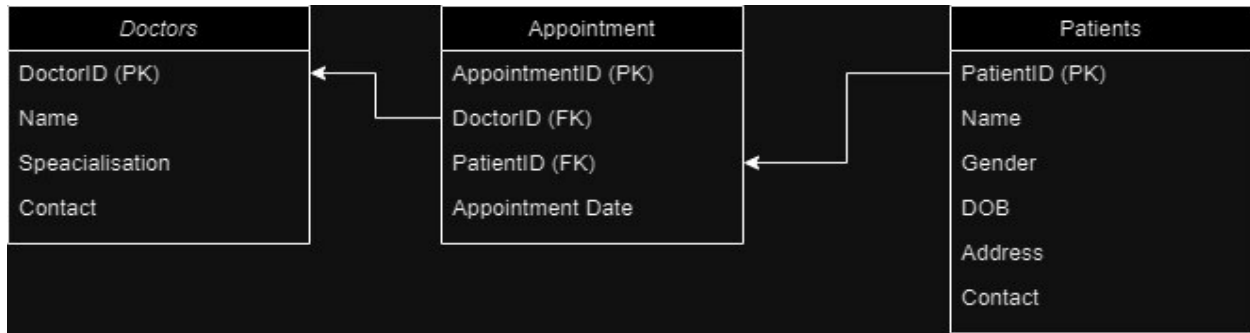 Doctors
DoctorID (PK)
Name
Speacialisation
Contact
Appointment
AppointmentID (PK)
DoctorID (FK)
PatientID (FK)
Appointment Date
Patients
PatientID (PK)
Name
Gender
DOB
Address
Contact